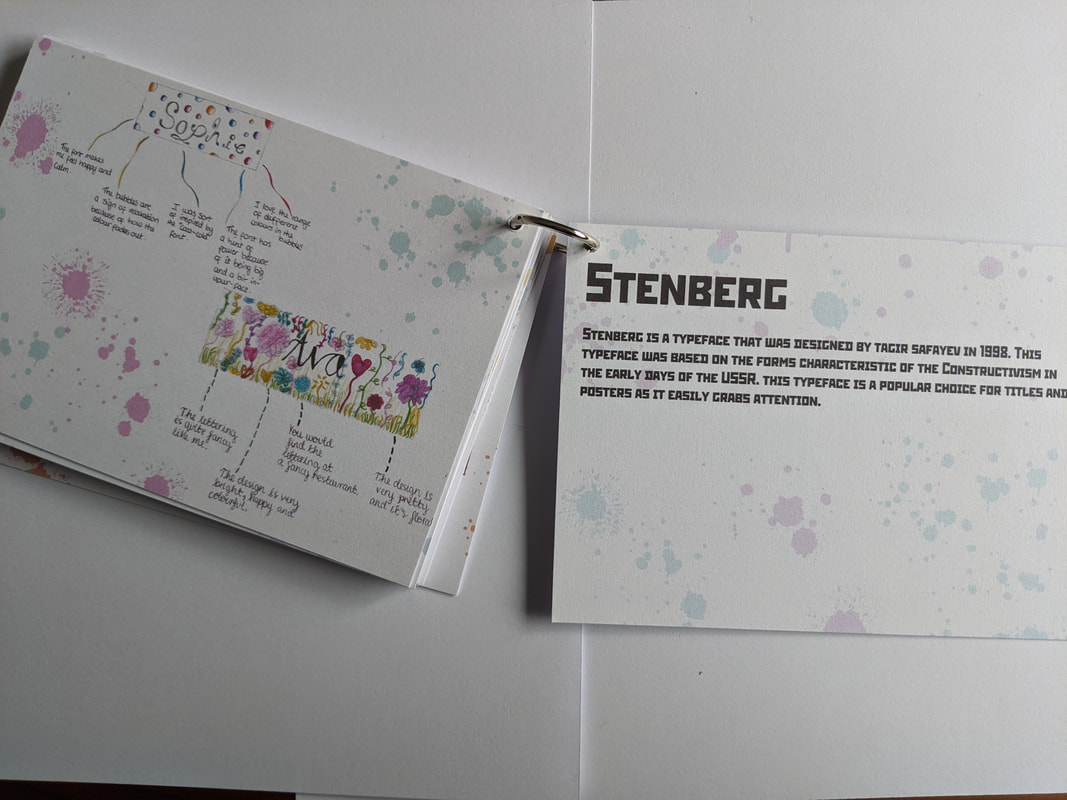 Sophie
The font makes
me feel happy and
calm
The bubbles are
a sign of relaxation
because of how the
colour fades out.
I was sort
of inspired by
the "coca-cola"
font.
The font has
a hint of
power because
of it being big
and a bit in-
your-face
I love the range
of different
colours in the
bubbles
Ava
The lettering
is quite fancy
like me.
The design is very
bright, happy and
colourful.
You would
find the
lettering at
a fancy restaurant.
The design is
very pretty
and it's floral
Stenberg
Stenberg is a typeface that was designed by tagir safayev in 1998. This
typeface was based on the forms characteristic of the Constructivism in
the early days of the USSR. this typeface is a popular choice for titles and
posters as it easily grabs attention.